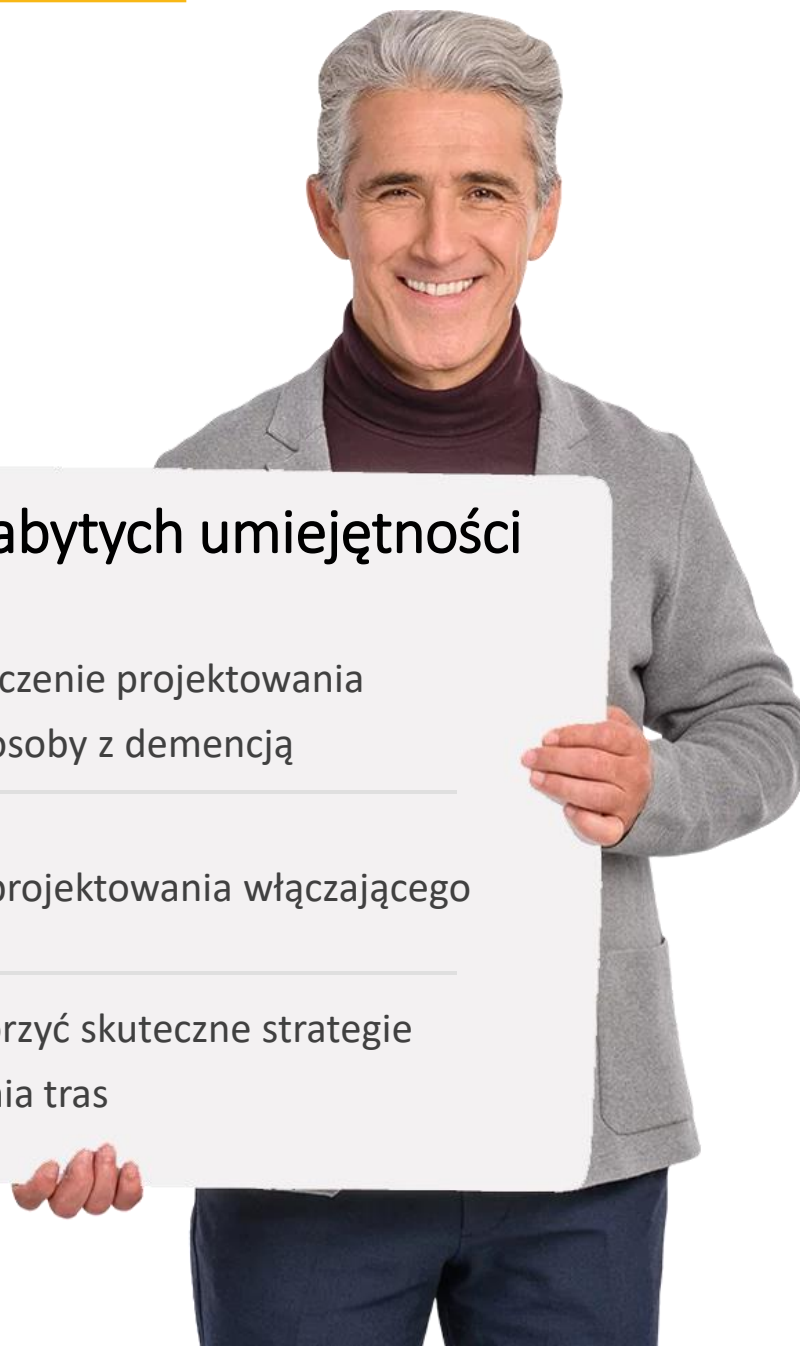 abytych umiejętności
czenie projektowania
osoby z demencją
projektowania włączającego
rzyć skuteczne strategie
nia tras